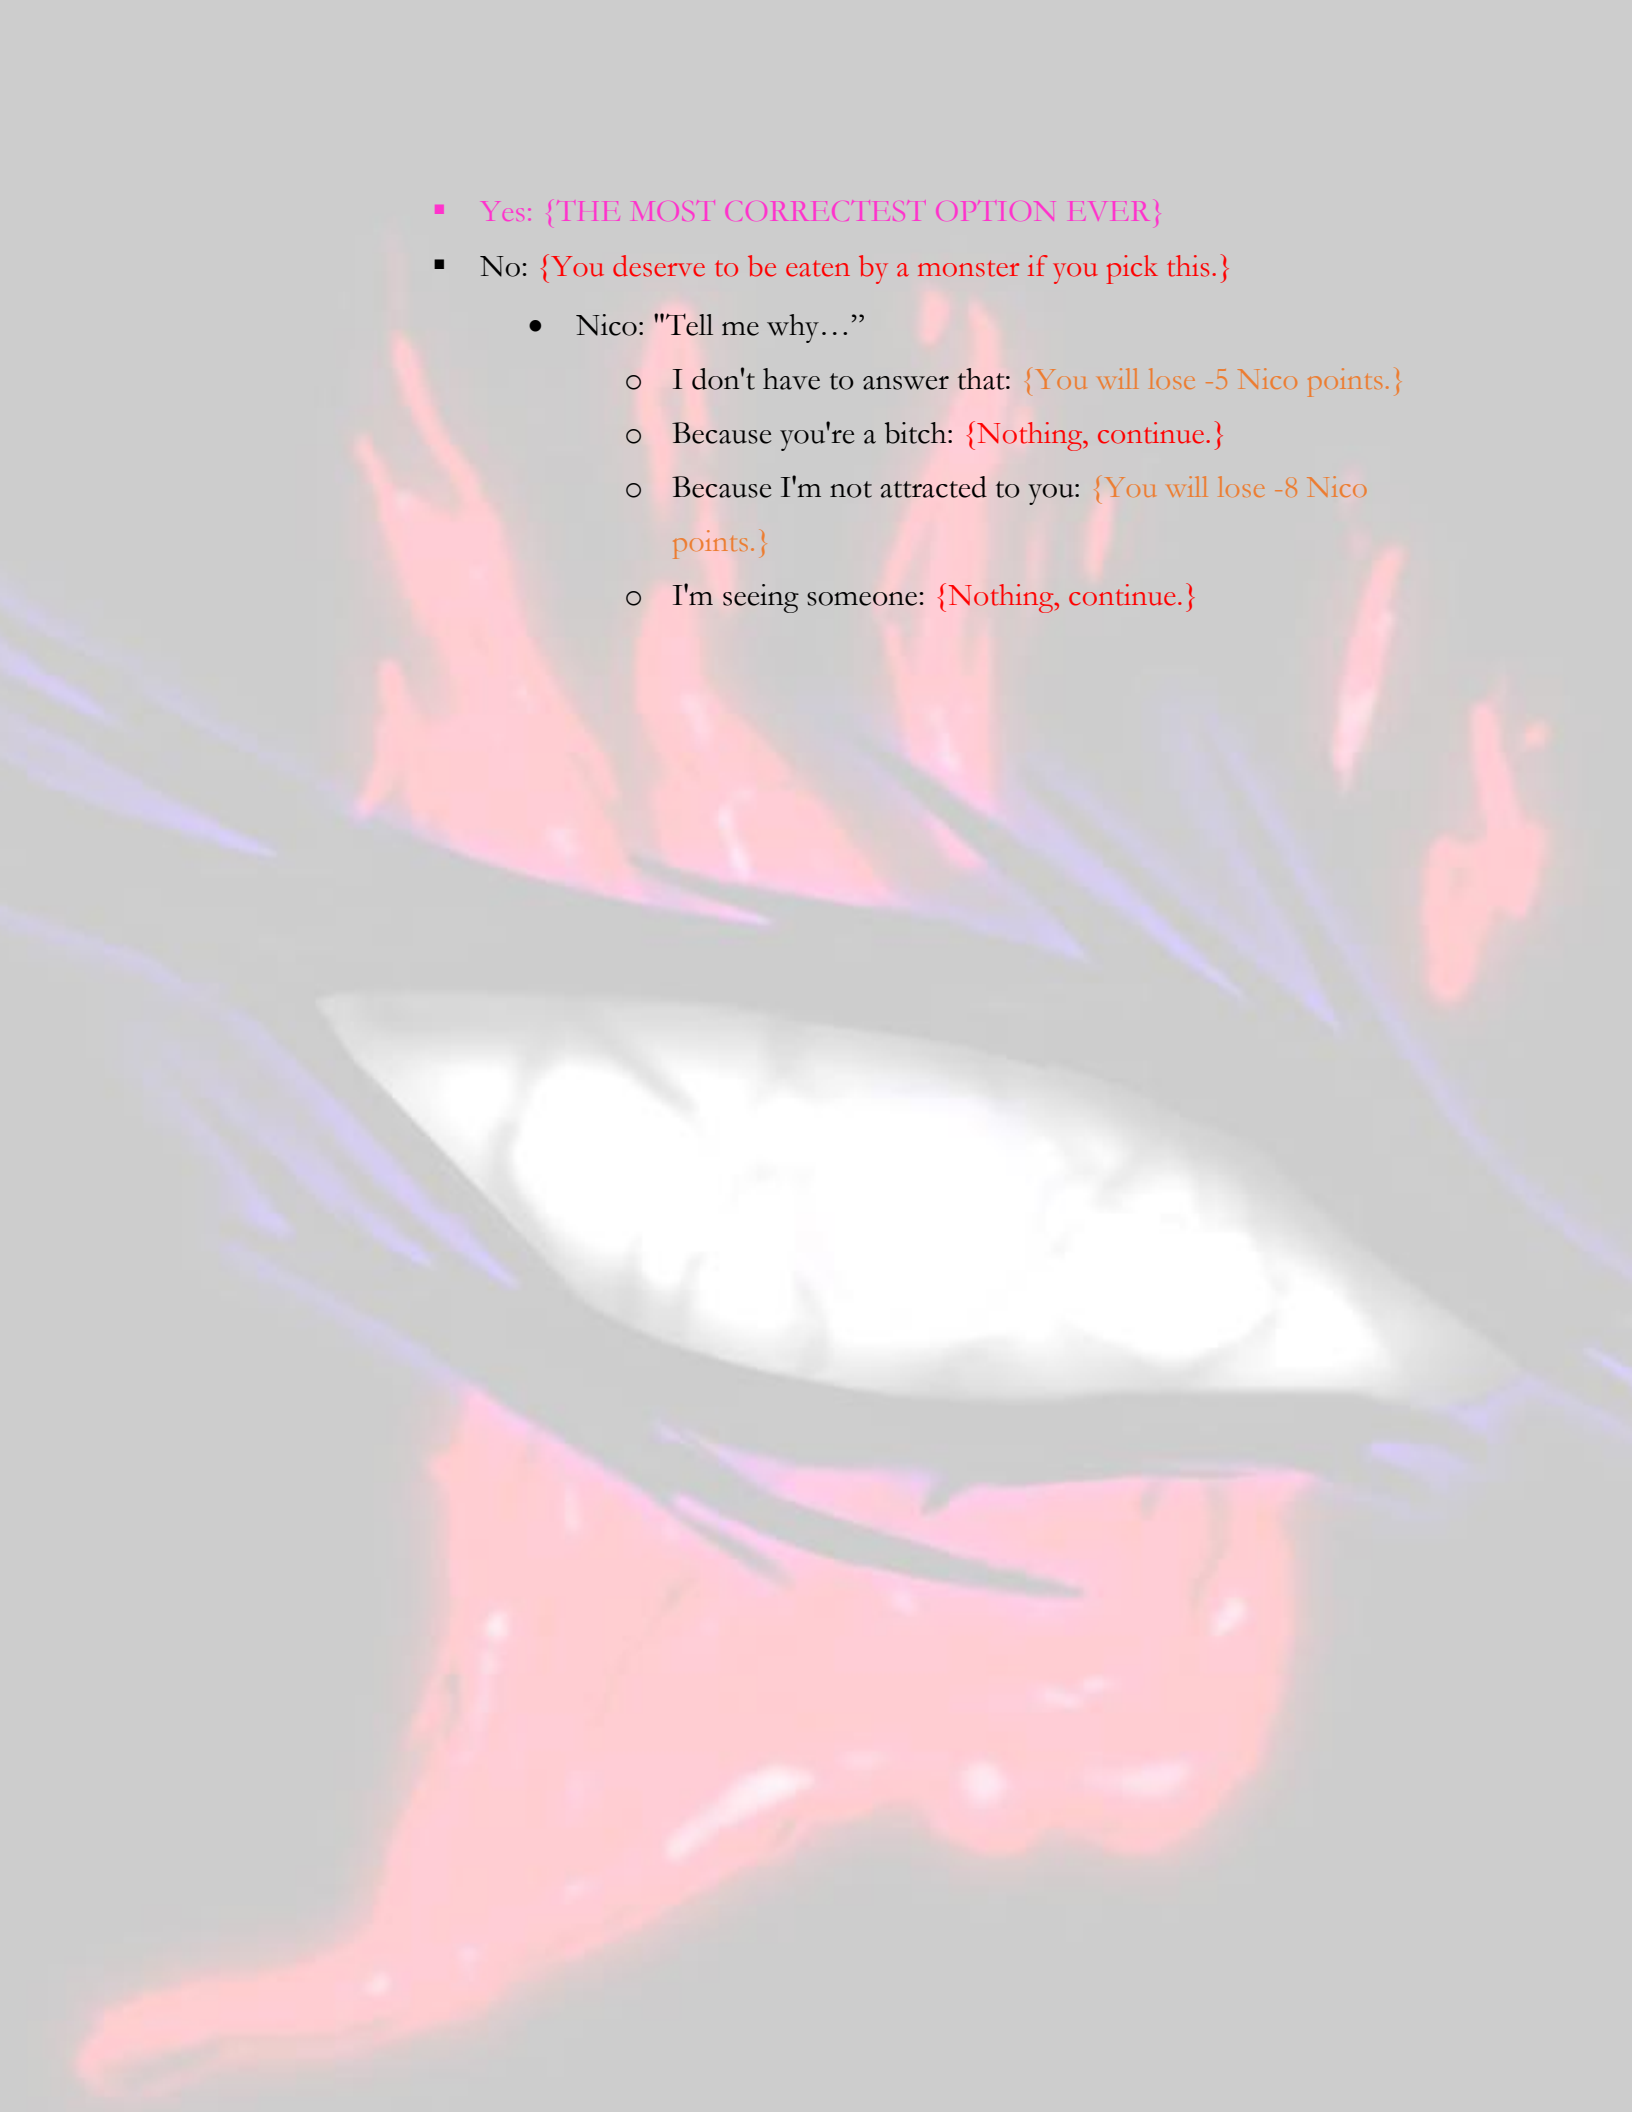 ▪ Yes: {THE MOST CORRECTEST OPTION EVER}
▪ No: {You deserve to be eaten by a monster if you pick this.}
• Nico: "Tell me why…”
o I don't have to answer that: {You will lose -5 Nico points.}
o Because you're a bitch: {Nothing, continue.}
o Because I'm not attracted to you: {You will lose -8 Nico
points.}
o I'm seeing someone: {Nothing, continue.}